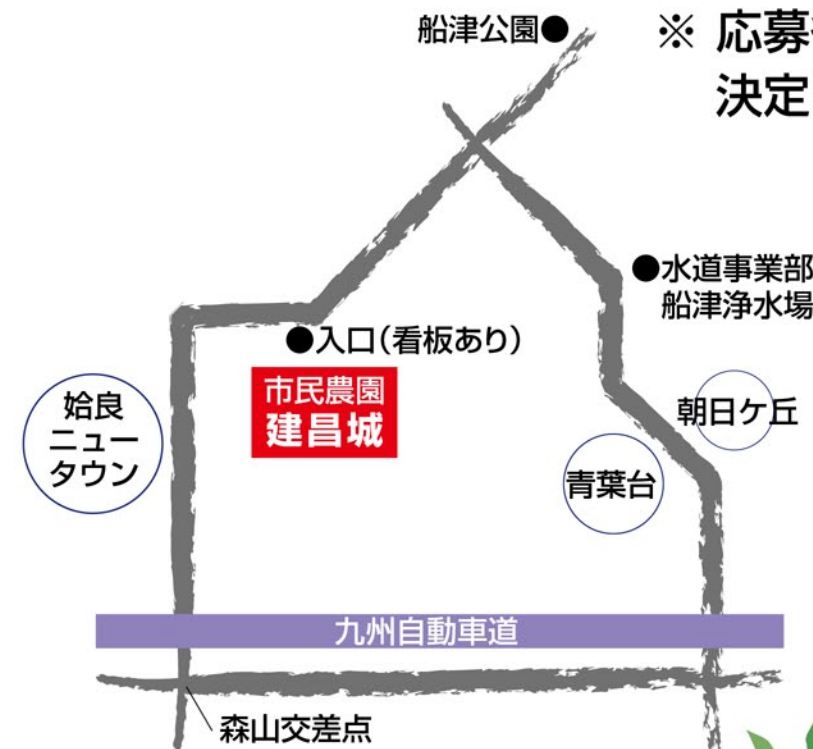 船津公園
※ 応募
決定
水道事業部
船津浄水場
入口(看板あり)
市民農園
建昌城
姶良
ニュー
タウン
朝日ケ丘
青葉台
九州自動車道
森山交差点